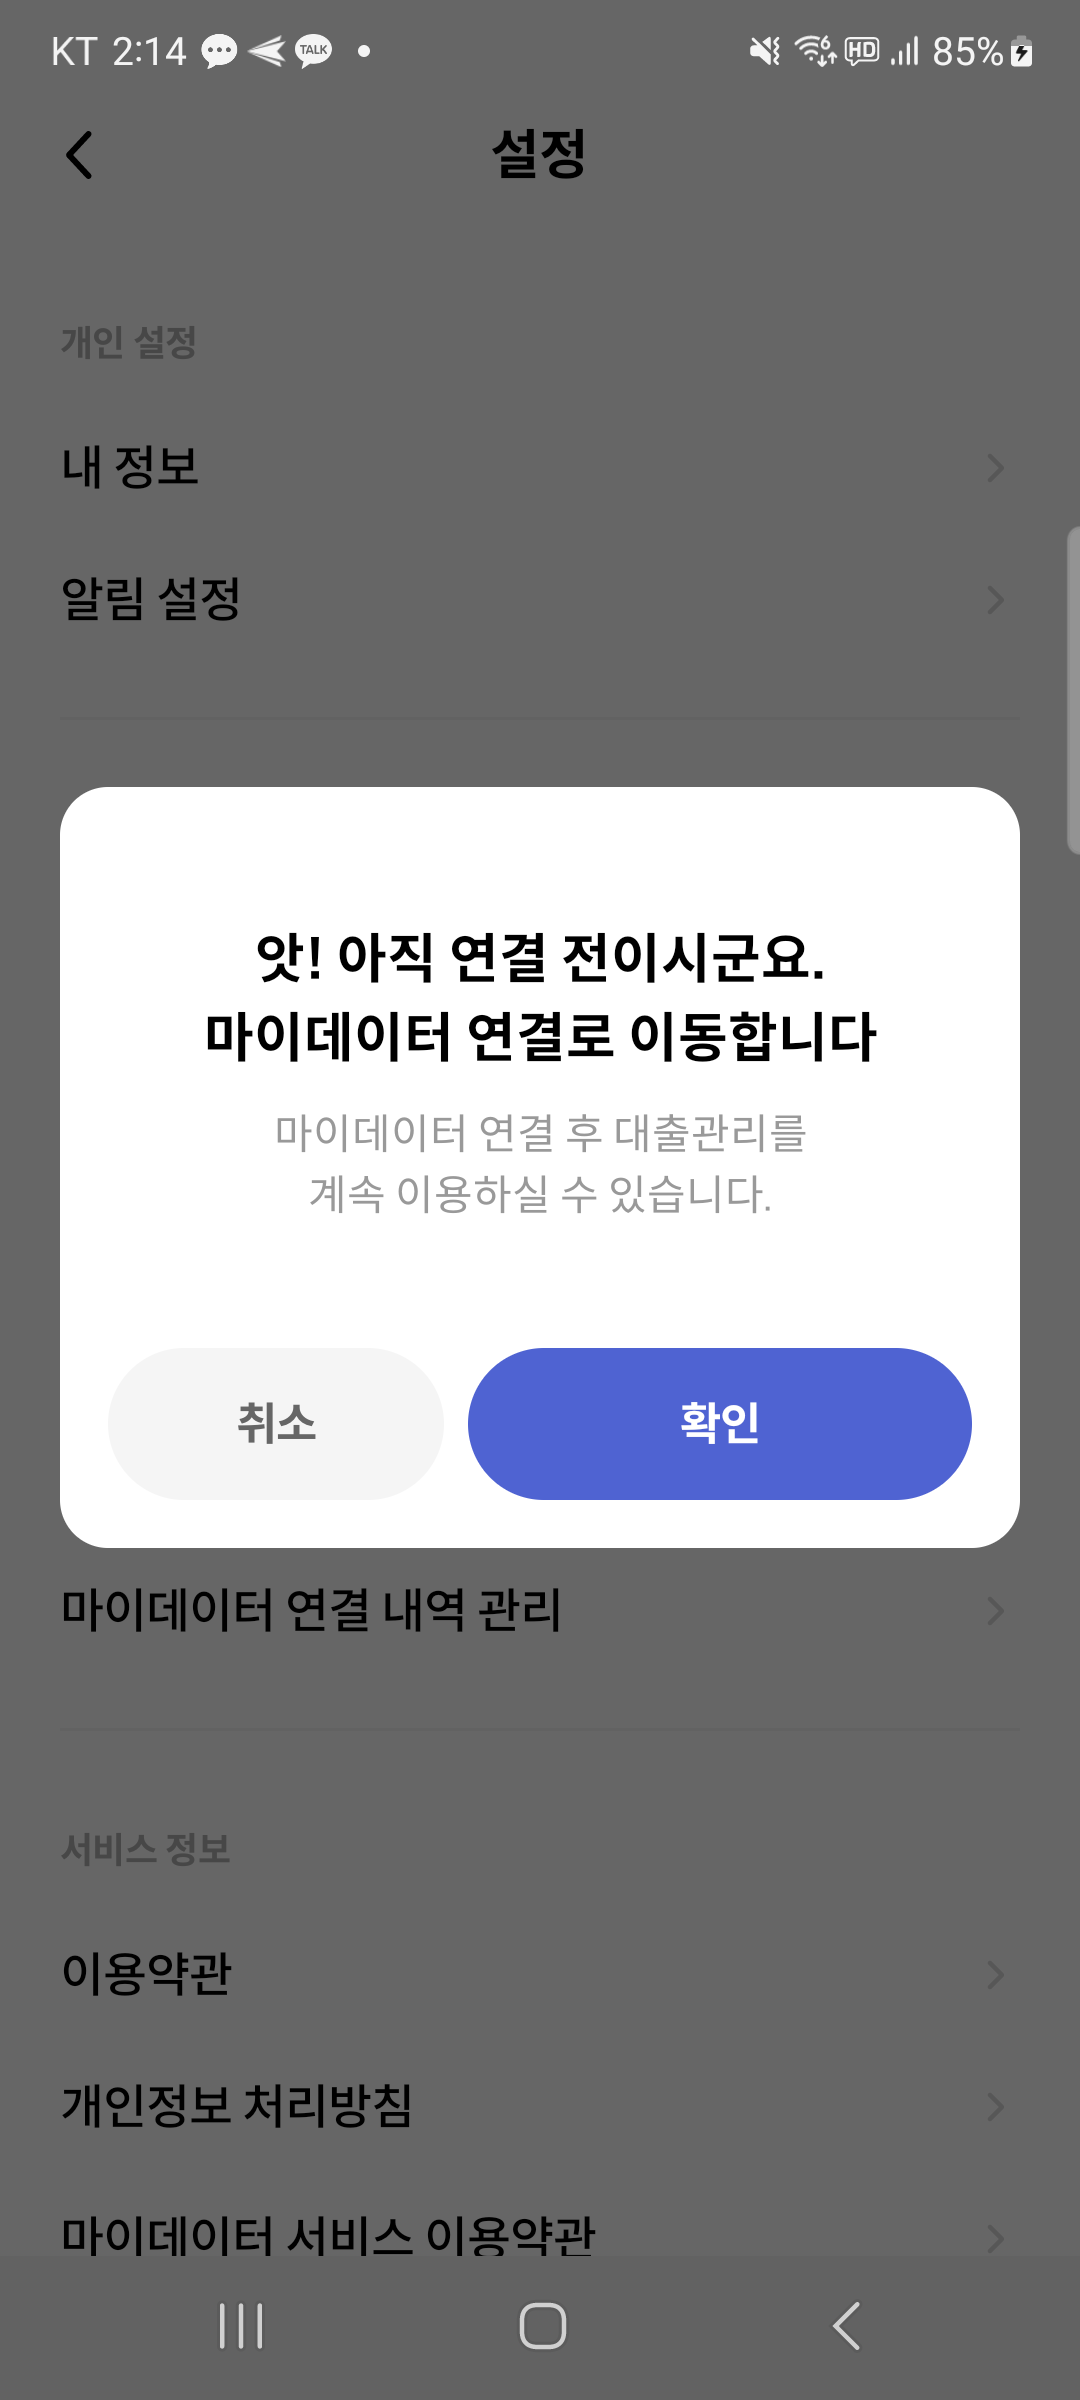 KT 2:14 TALK HD 85%
설정
개인 설정
내 정보
알림 설정
앗! 아직 연결 전이시군요.
마이데이터 연결로 이동합니다
마이데이터 연결 후 대출관리를
계속 이용하실 수 있습니다.
취소 확인
마이데이터 연결 내역 관리
서비스 정보
이용약관
개인정보 처리방침
마이데이터 서비스 이용약관